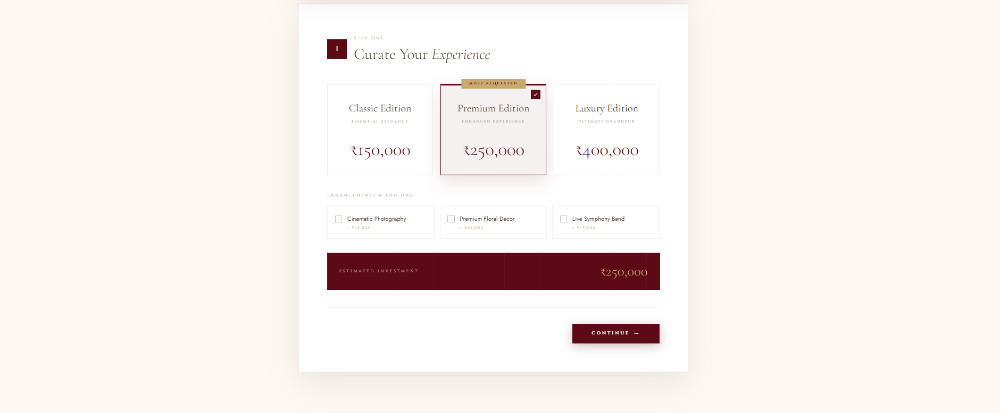 I
Step One
Curate Your Experience
MOST REQUESTED
Classic Edition
ESSENTIAL ELEGANCE
₹150,000
Premium Edition
ENHANCED EXPERIENCE
₹250,000
Luxury Edition
ULTIMATE GRANDEUR
₹400,000
ENHANCEMENTS & ADD-ONS
Cinematic Photography
+ ₹45,000
Premium Floral Decor
+ ₹60,000
Live Symphony Band
+ ₹35,000
ESTIMATED INVESTMENT
₹250,000
CONTINUE →